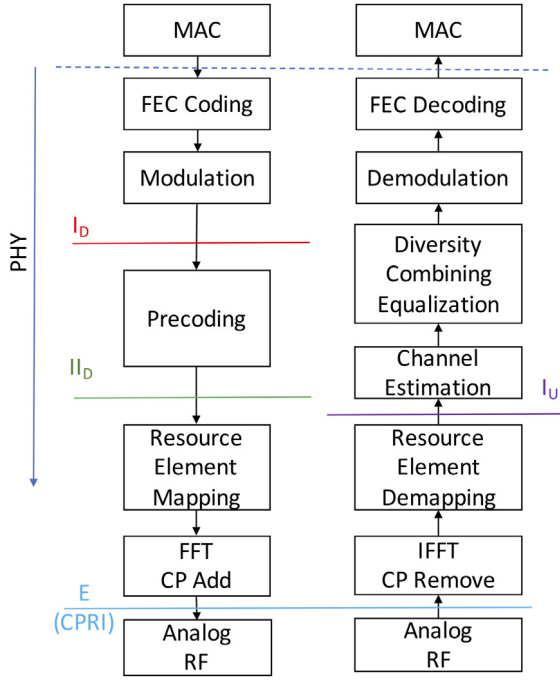 MAC
MAC
FEC Coding
FEC Decoding
Modulation
Demodulation
PHY
I_D
Diversity
Combining
Equalization
Precoding
II_D
Channel
Estimation
I_U
Resource
Element
Mapping
Resource
Element
Demapping
FFT
CP Add
IFFT
CP Remove
E
(CPRI)
Analog
RF
Analog
RF